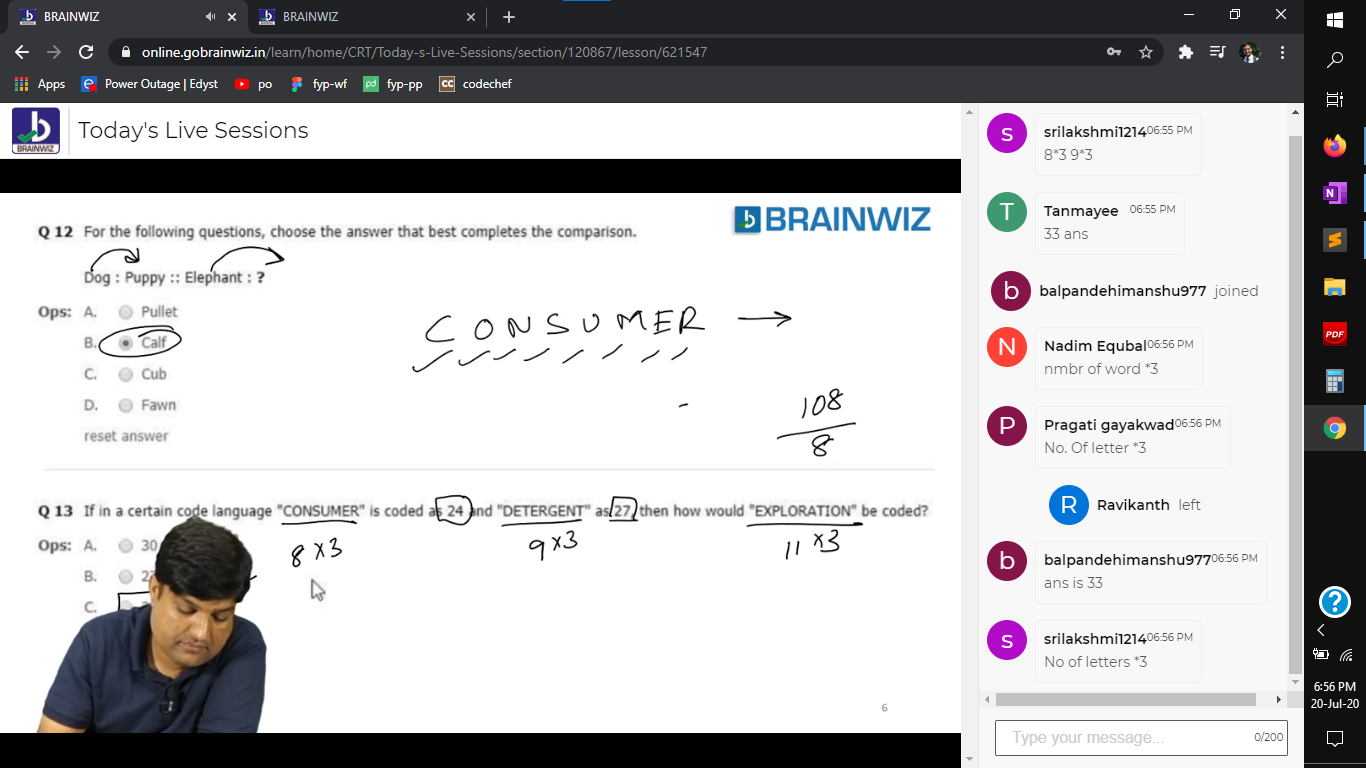 BRAINWIZ
BRAINWIZ
online.gobrainwiz.in/learn/home/CRT/Today-s-Live-Sessions/section/120867/lesson/621547
Apps Power Outage | Edyst po fyp-wf fyp-pp CC codechef
BRAINWIZ Today's Live Sessions
BRAINWIZ
Q 12 For the following questions, choose the answer that best completes the comparison.
Dog : Puppy :: Elephant : ?
Ops: A. Pullet
B. Calf
C. Cub
D. Fawn
reset answer
CONSUMER →
108
8
Q 13 If in a certain code language "CONSUMER" is coded as 24 and "DETERGENT" as 27, then how would "EXPLORATION" be coded?
8 x 3
9 x 3
11 x 3
Ops: A. 30
B.
C.
6
s srilakshmi1214 06:55 PM
8*3 9*3
T Tanmayee 06:55 PM
33 ans
b balpandehimanshu977 joined
N Nadim Equbal 06:56 PM
nmbr of word *3
P Pragati gayakwad 06:56 PM
No. Of letter *3
R Ravikanth left
b balpandehimanshu977 06:56 PM
ans is 33
s srilakshmi1214 06:56 PM
No of letters *3
Type your message... 0/200
N
PDF
?
6:56 PM
20-Jul-20